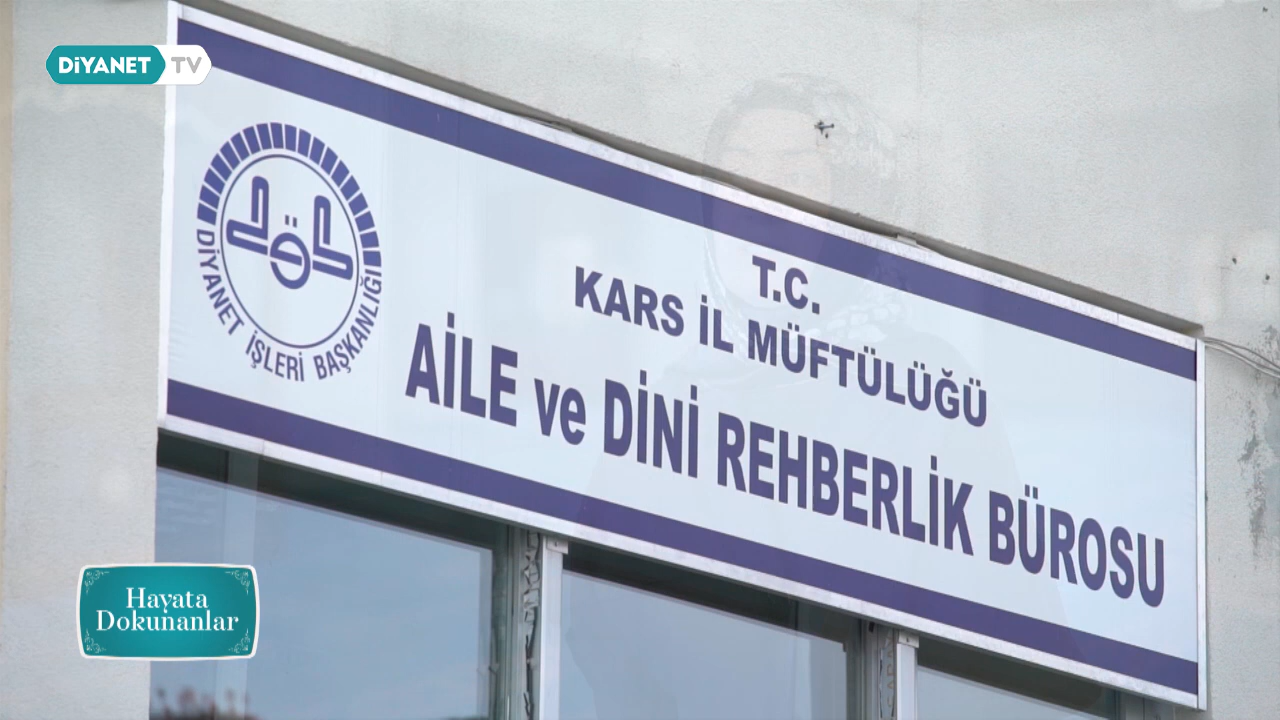 DİYANET TV
DİYANET İŞLERİ BAŞKANLIĞI
T.C.
KARS İL MÜFTÜLÜĞÜ
AİLE ve DİNİ REHBERLİK BÜROSU
Hayata
Dokunanlar